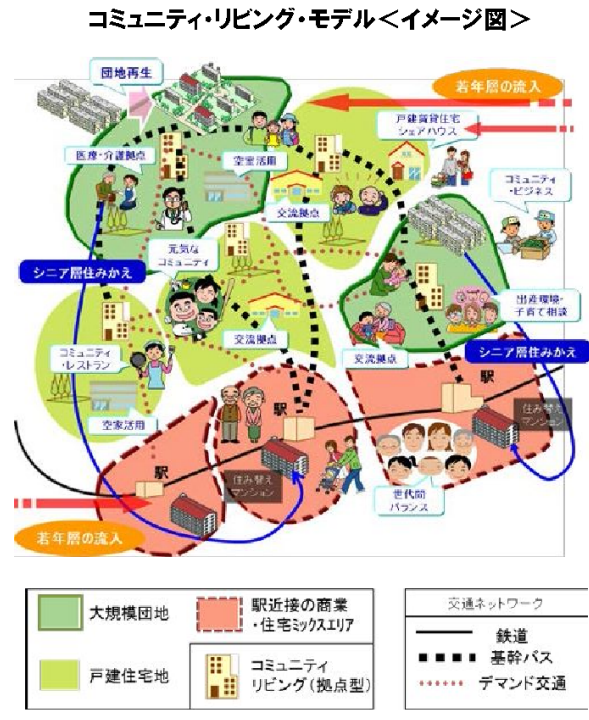 コミュニティ・リビング・モデル＜イメージ図＞
団地再生
若年層の流入
戸建賃貸住宅
シェアハウス
医療・介護拠点
空室活用
コミュニティ
・ビジネス
交流拠点
元気な
コミュニティ
シニア層住みかえ
出産環境・
子育て相談
交流拠点
コミュニティ
・レストラン
交流拠点
シニア層住みかえ
駅
空家活用
駅
住み替え
マンション
駅
住み替え
マンション
世代間
バランス
若年層の流入
大規模団地
駅近接の商業
・住宅ミックスエリア
戸建住宅地
コミュニティ
リビング（拠点型）
交通ネットワーク
鉄道
基幹バス
デマンド交通